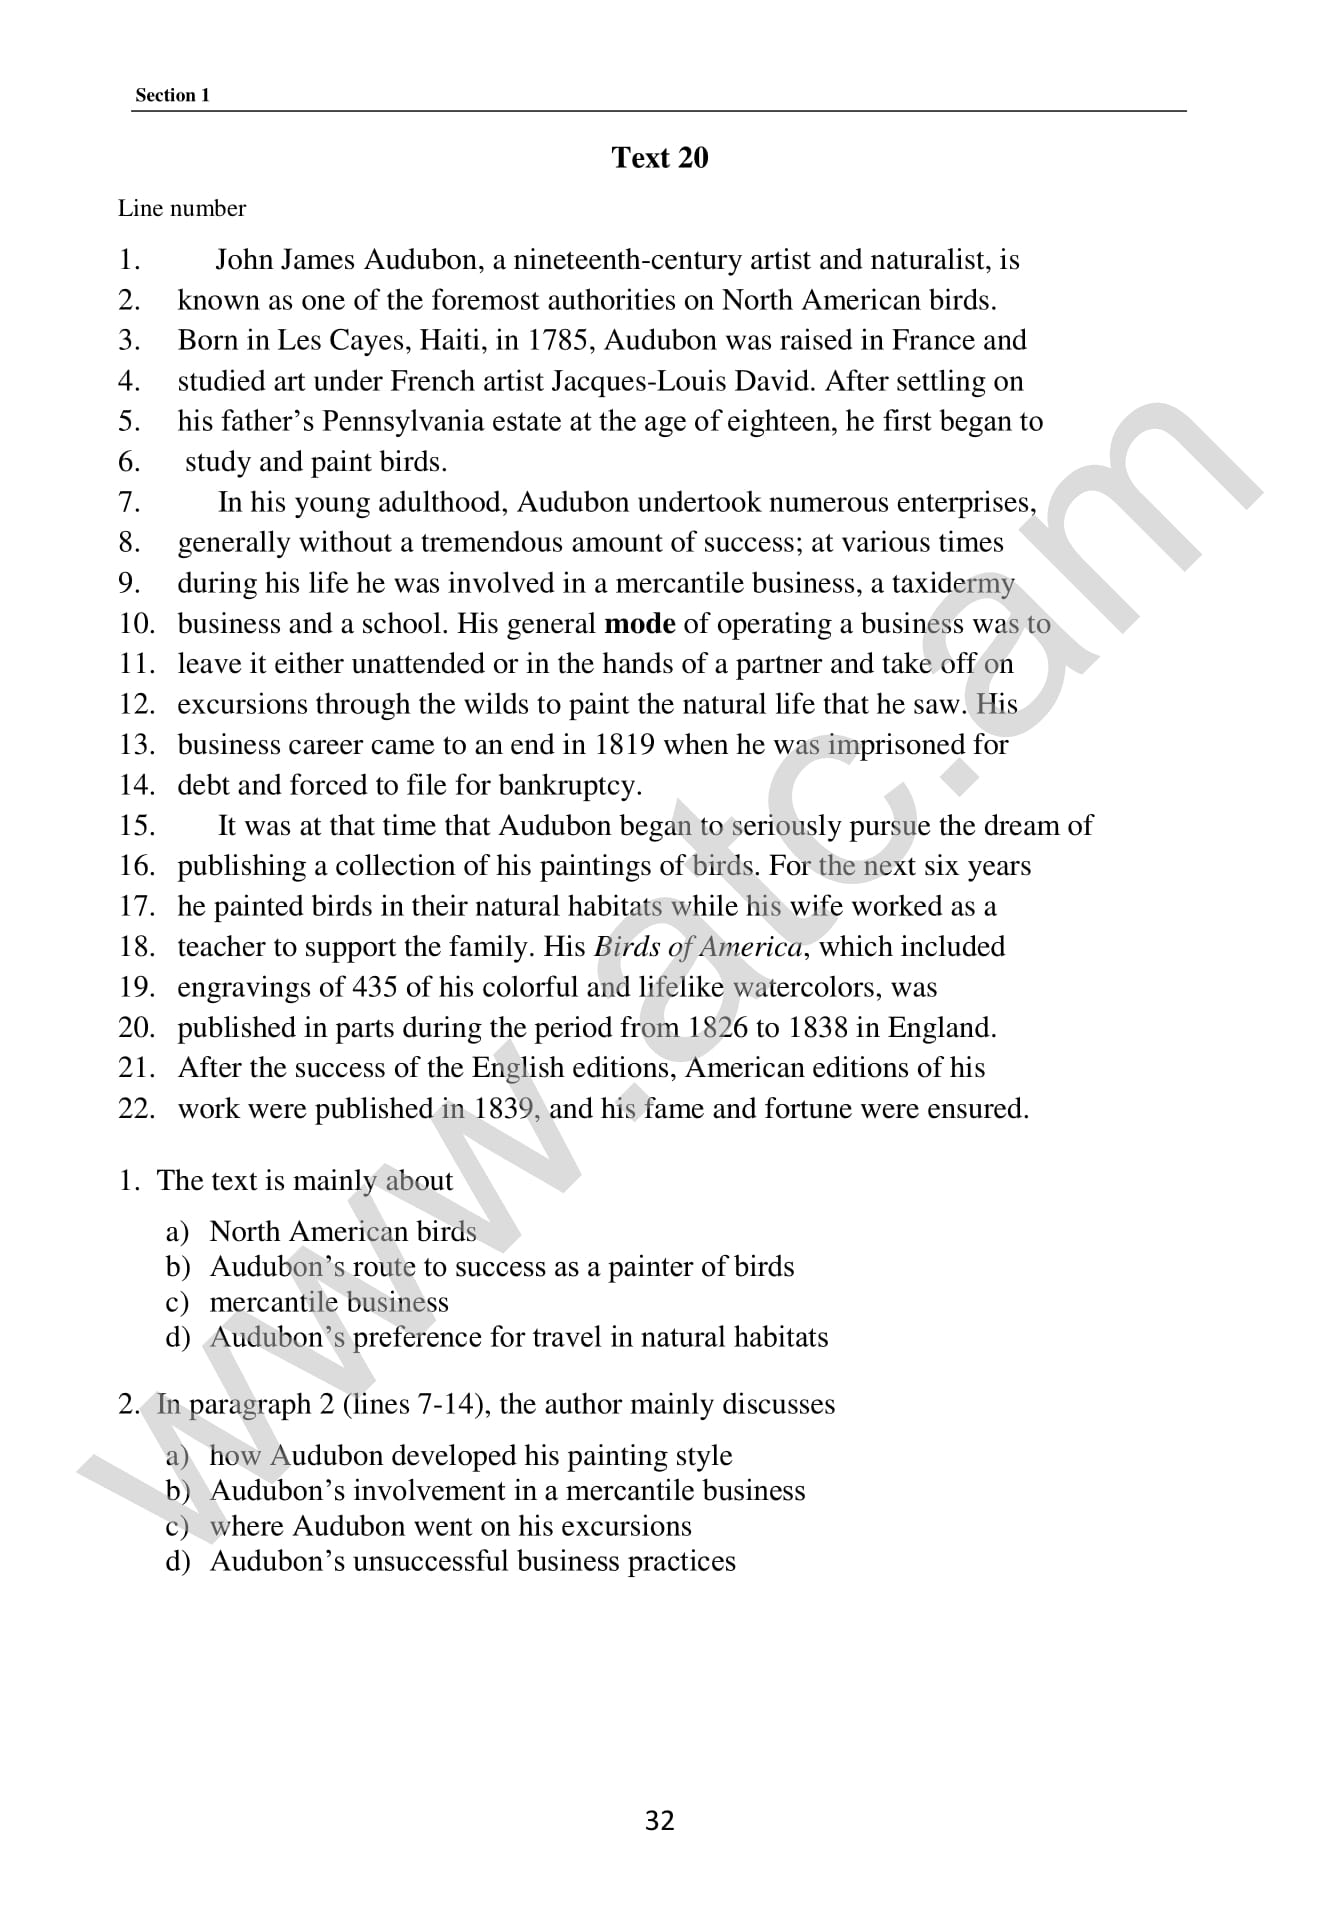 Section 1
Text 20
Line number
1. John James Audubon, a nineteenth-century artist and naturalist, is
2. known as one of the foremost authorities on North American birds.
3. Born in Les Cayes, Haiti, in 1785, Audubon was raised in France and
4. studied art under French artist Jacques-Louis David. After settling on
5. his father’s Pennsylvania estate at the age of eighteen, he first began to
6. study and paint birds.
7. In his young adulthood, Audubon undertook numerous enterprises,
8. generally without a tremendous amount of success; at various times
9. during his life he was involved in a mercantile business, a taxidermy
10. business and a school. His general mode of operating a business was to
11. leave it either unattended or in the hands of a partner and take off on
12. excursions through the wilds to paint the natural life that he saw. His
13. business career came to an end in 1819 when he was imprisoned for
14. debt and forced to file for bankruptcy.
15. It was at that time that Audubon began to seriously pursue the dream of
16. publishing a collection of his paintings of birds. For the next six years
17. he painted birds in their natural habitats while his wife worked as a
18. teacher to support the family. His Birds of America, which included
19. engravings of 435 of his colorful and lifelike watercolors, was
20. published in parts during the period from 1826 to 1838 in England.
21. After the success of the English editions, American editions of his
22. work were published in 1839, and his fame and fortune were ensured.
1. The text is mainly about
a) North American birds
b) Audubon’s route to success as a painter of birds
c) mercantile business
d) Audubon’s preference for travel in natural habitats
2. In paragraph 2 (lines 7-14), the author mainly discusses
a) how Audubon developed his painting style
b) Audubon’s involvement in a mercantile business
c) where Audubon went on his excursions
d) Audubon’s unsuccessful business practices
32
www.atc.am